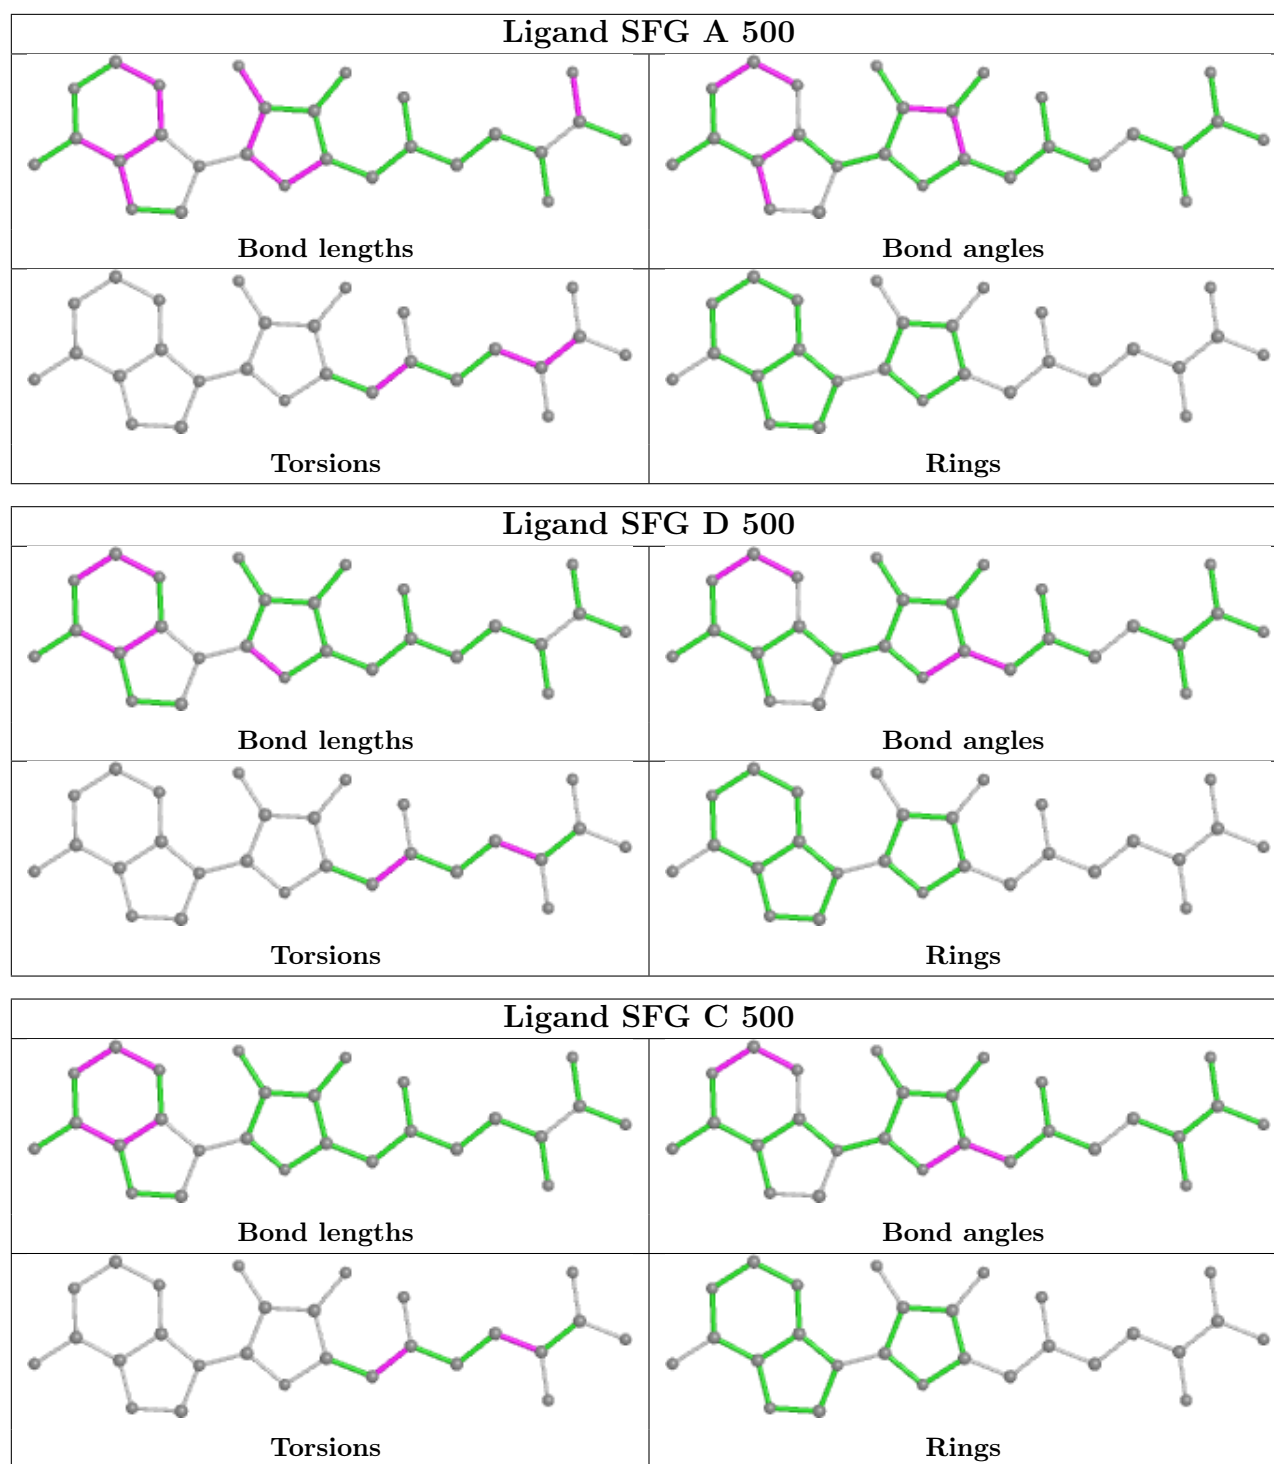 Ligand SFG A 500
Bond lengths
Bond angles
Torsions
Rings
Ligand SFG D 500
Bond lengths
Bond angles
Torsions
Rings
Ligand SFG C 500
Bond lengths
Bond angles
Torsions
Rings